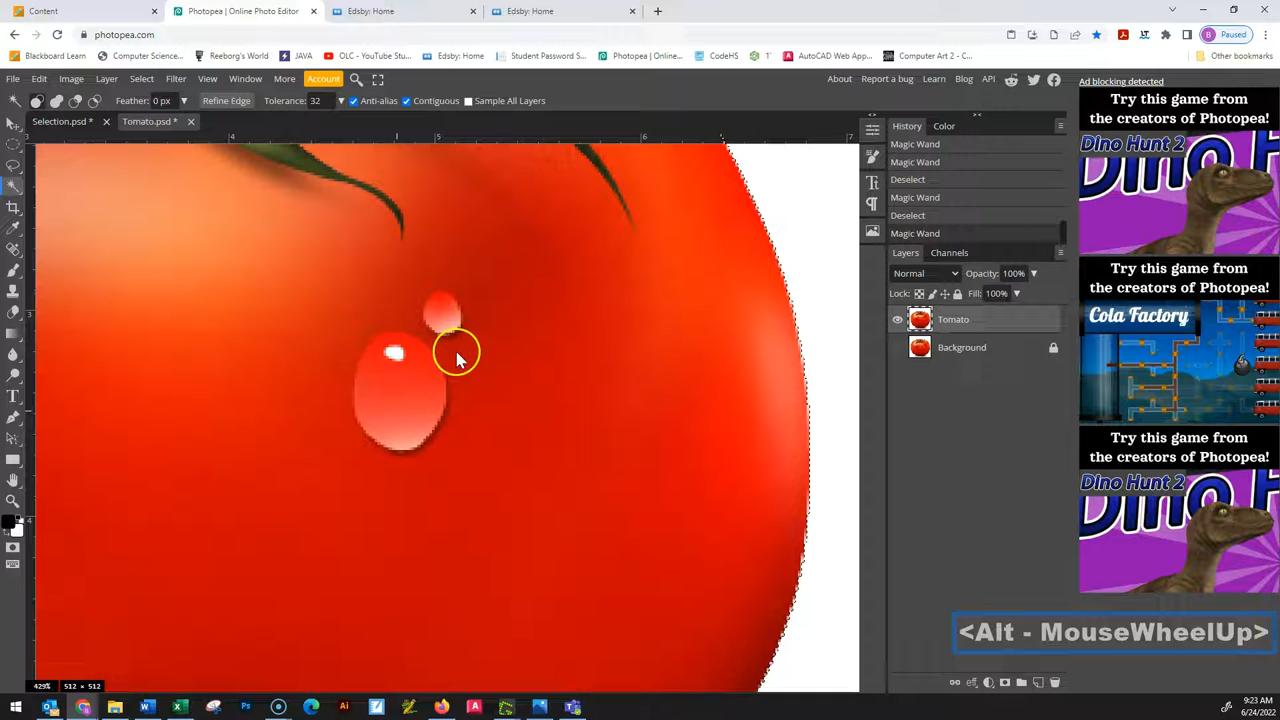 Content
Photopea | Online Photo Editor
Edsby: Home
Edsby: Home
photopea.com
B Paused
Blackboard Learn
Computer Science...
Reeborg's World
JAVA
OLC - YouTube Stu...
Edsby: Home
Student Password S...
Photopea | Online...
CodeHS
AutoCAD Web App...
Computer Art 2 - C...
Other bookmarks
File Edit Image Layer Select Filter View Window More Account
About Report a bug Learn Blog API
Ad blocking detected
Feather: 0 px Refine Edge Tolerance: 32 Anti-alias Contiguous Sample All Layers
Selection.psd *
Tomato.psd *
3 4 5 6 7
3
4
History Color
Magic Wand
Magic Wand
Deselect
Magic Wand
Deselect
Magic Wand
Layers Channels
Normal Opacity: 100%
Lock: Fill: 100%
Tomato
Background
Try this game from
the creators of Photopea!
Dino Hunt 2
Try this game from
the creators of Photopea!
Cola Factory
Try this game from
the creators of Photopea!
Dino Hunt 2
<Alt - MouseWheelUp>
429% 512 × 512
9:23 AM
6/24/2022